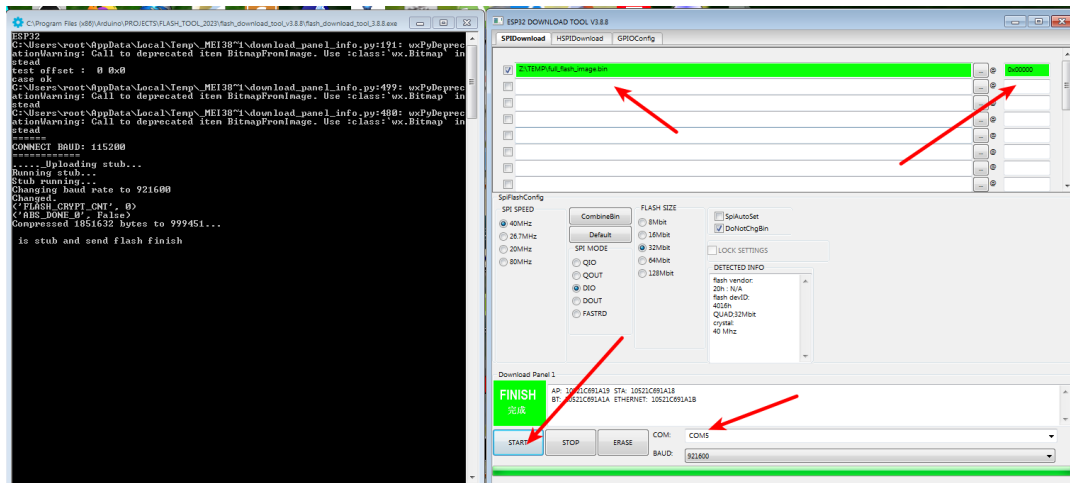 C:\Program Files (x86)\Arduino\PROJECTS\FLASH_TOOL_2023\flash_download_tool_v3.8.8\flash_download_tool_3.8.8.exe
ESP32
C:\Users\root\AppData\Local\Temp\_MEI38~1\download_panel_info.py:191: wxPyDeprec
ationWarning: Call to deprecated item BitmapFromImage. Use :class:`wx.Bitmap` in
stead
test offset :  0 0x0
case ok
C:\Users\root\AppData\Local\Temp\_MEI38~1\download_panel_info.py:499: wxPyDeprec
ationWarning: Call to deprecated item BitmapFromImage. Use :class:`wx.Bitmap` in
stead
C:\Users\root\AppData\Local\Temp\_MEI38~1\download_panel_info.py:480: wxPyDeprec
ationWarning: Call to deprecated item BitmapFromImage. Use :class:`wx.Bitmap` in
stead
======
CONNECT BAUD: 115200
============
....._Uploading stub...
Running stub...
Stub running...
Changing baud rate to 921600
Changed.
('FLASH_CRYPT_CNT', 0)
('ABS_DONE_0', False)
Compressed 1851632 bytes to 999451...
is stub and send flash finish
ESP32 DOWNLOAD TOOL V3.8.8
SPIDownload HSPIDownload GPIOConfig
Z:\TEMP\full_flash_image.bin ... @ 0x00000
... @
... @
... @
... @
... @
... @
... @
SpiFlashConfig
SPI SPEED
40MHz
26.7MHz
20MHz
80MHz
CombineBin
Default
SPI MODE
QIO
QOUT
DIO
DOUT
FASTRD
FLASH SIZE
8Mbit
16Mbit
32Mbit
64Mbit
128Mbit
SpiAutoSet
DoNotChgBin
LOCK SETTINGS
DETECTED INFO
flash vendor:
20h : N/A
flash devID:
4016h
QUAD;32Mbit
crystal:
40 Mhz
Download Panel 1
FINISH
完成
AP: 10521C691A19 STA: 10521C691A18
BT: 10521C691A1A ETHERNET: 10521C691A1B
START STOP ERASE
COM: COM5
BAUD: 921600